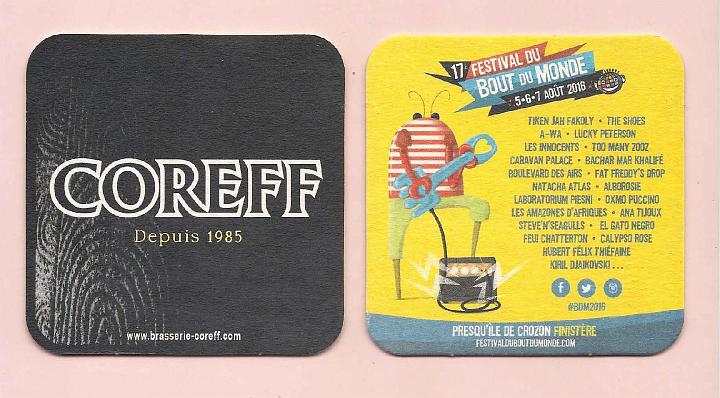 COREFF
Depuis 1985
www.brasserie-coreff.com
17e FESTIVAL DU
BOUT DU MONDE
5•6•7 AOÛT 2016
TIKEN JAH FAKOLY • THE SHOES
A-WA • LUCKY PETERSON
LES INNOCENTS • TOO MANY ZOOZ
CARAVAN PALACE • BACHAR MAR KHALIFÉ
BOULEVARD DES AIRS • FAT FREDDY'S DROP
NATACHA ATLAS • ALBOROSIE
LABORATORIUM PIESNI • OXMO PUCCINO
LES AMAZONES D'AFRIQUES • ANA TIJOUX
STEVE'N'SEAGULLS • EL GATO NEGRO
FEU! CHATTERTON • CALYPSO ROSE
HUBERT FÉLIX THIÉFAINE
KIRIL DJAIKOVSKI ...
#BDM2016
PRESQU'ÎLE DE CROZON FINISTÈRE
FESTIVALDUBOUTDUMONDE.COM